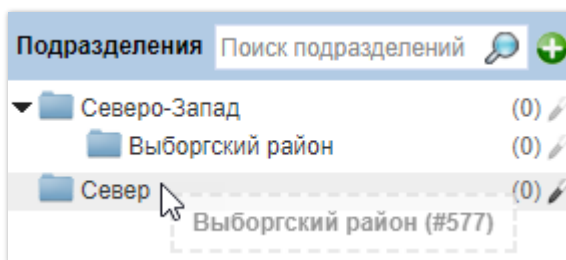 Подразделения Поиск подразделений
Северо-Запад (0)
Выборгский район (0)
Север (0)
Выборгский район (#577)